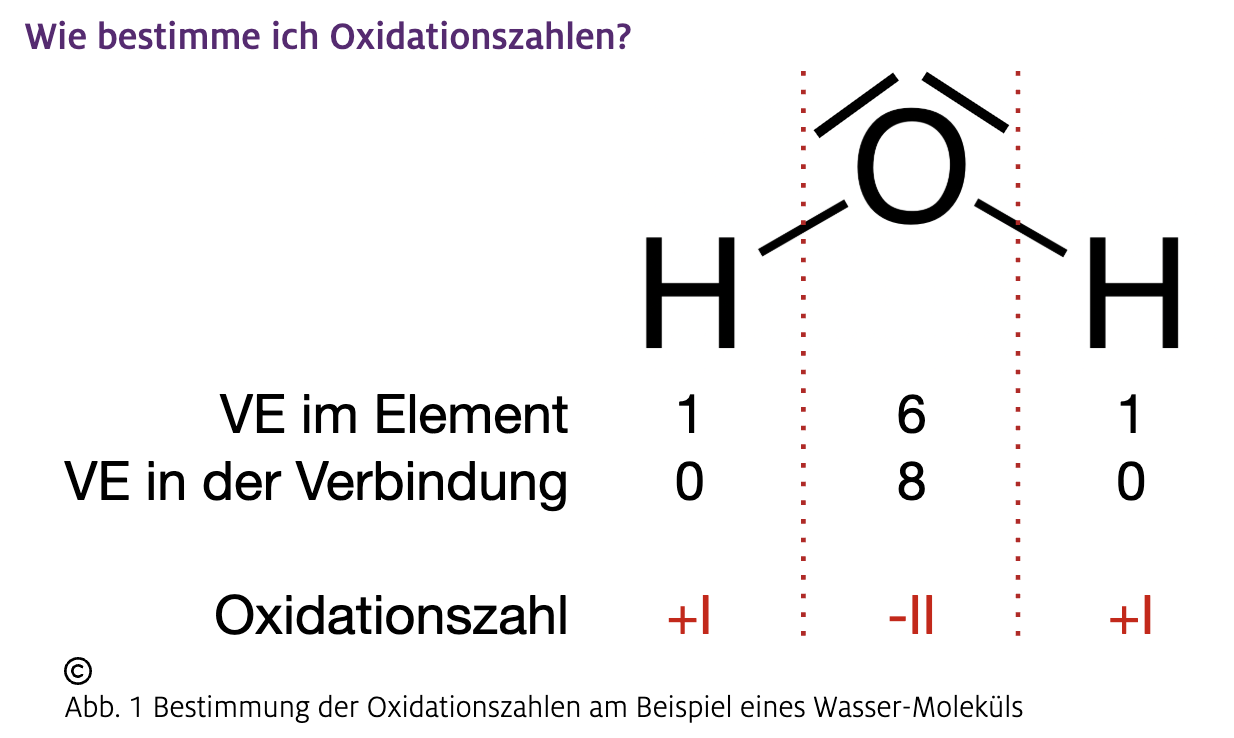 Wie bestimme ich Oxidationszahlen?
O
H H
VE im Element 1 6 1
VE in der Verbindung 0 8 0
Oxidationszahl +I -II +I
©
Abb. 1 Bestimmung der Oxidationszahlen am Beispiel eines Wasser-Moleküls